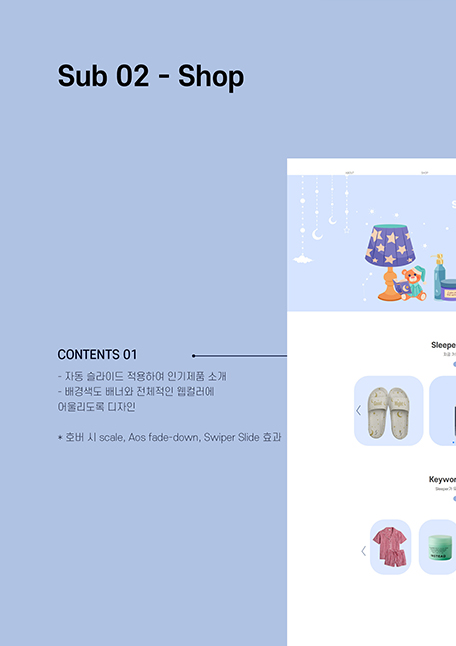 Sub 02 - Shop
ABOUT
SHOP
S
CONTENTS 01
- 자동 슬라이드 적용하여 인기제품 소개
- 배경색도 배너와 전체적인 웹컬러에
어울리도록 디자인
* 호버 시 scale, Aos fade-down, Swiper Slide 효과
Sleepe
Keywor